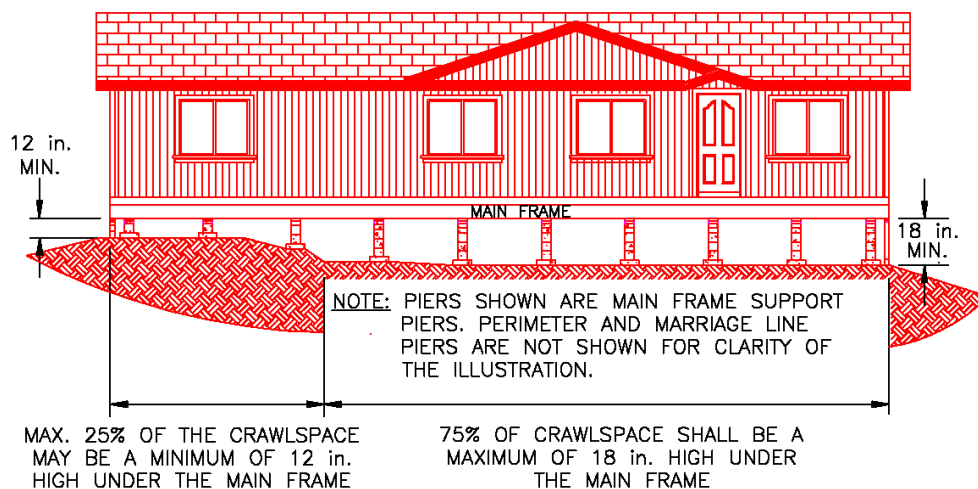 12 in.
MIN.
MAIN FRAME
18 in.
MIN.
NOTE: PIERS SHOWN ARE MAIN FRAME SUPPORT
PIERS. PERIMETER AND MARRIAGE LINE
PIERS ARE NOT SHOWN FOR CLARITY OF
THE ILLUSTRATION.
MAX. 25% OF THE CRAWLSPACE
MAY BE A MINIMUM OF 12 in.
HIGH UNDER THE MAIN FRAME
75% OF CRAWLSPACE SHALL BE A
MAXIMUM OF 18 in. HIGH UNDER
THE MAIN FRAME